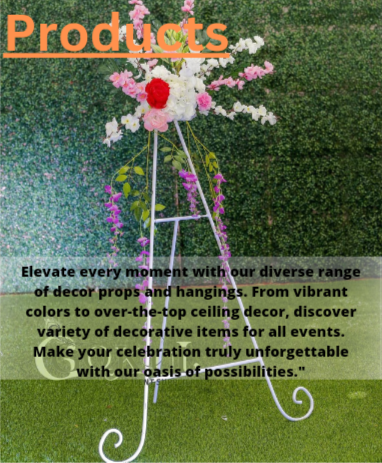 Products
Elevate every moment with our diverse range
of decor props and hangings. From vibrant
colors to over-the-top ceiling decor, discover
variety of decorative items for all events.
Make your celebration truly unforgettable
with our oasis of possibilities."